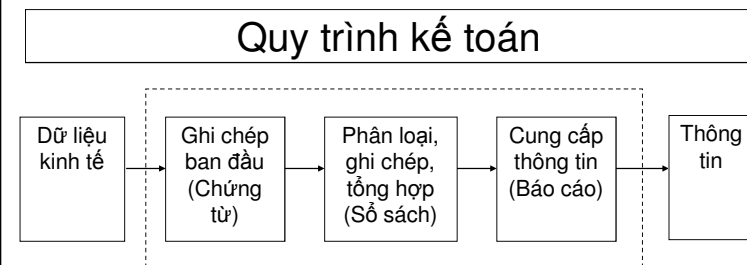 Quy trình kế toán
Dữ liệu
kinh tế
Ghi chép
ban đầu
(Chứng
từ)
Phân loại,
ghi chép,
tổng hợp
(Sổ sách)
Cung cấp
thông tin
(Báo cáo)
Thông
tin